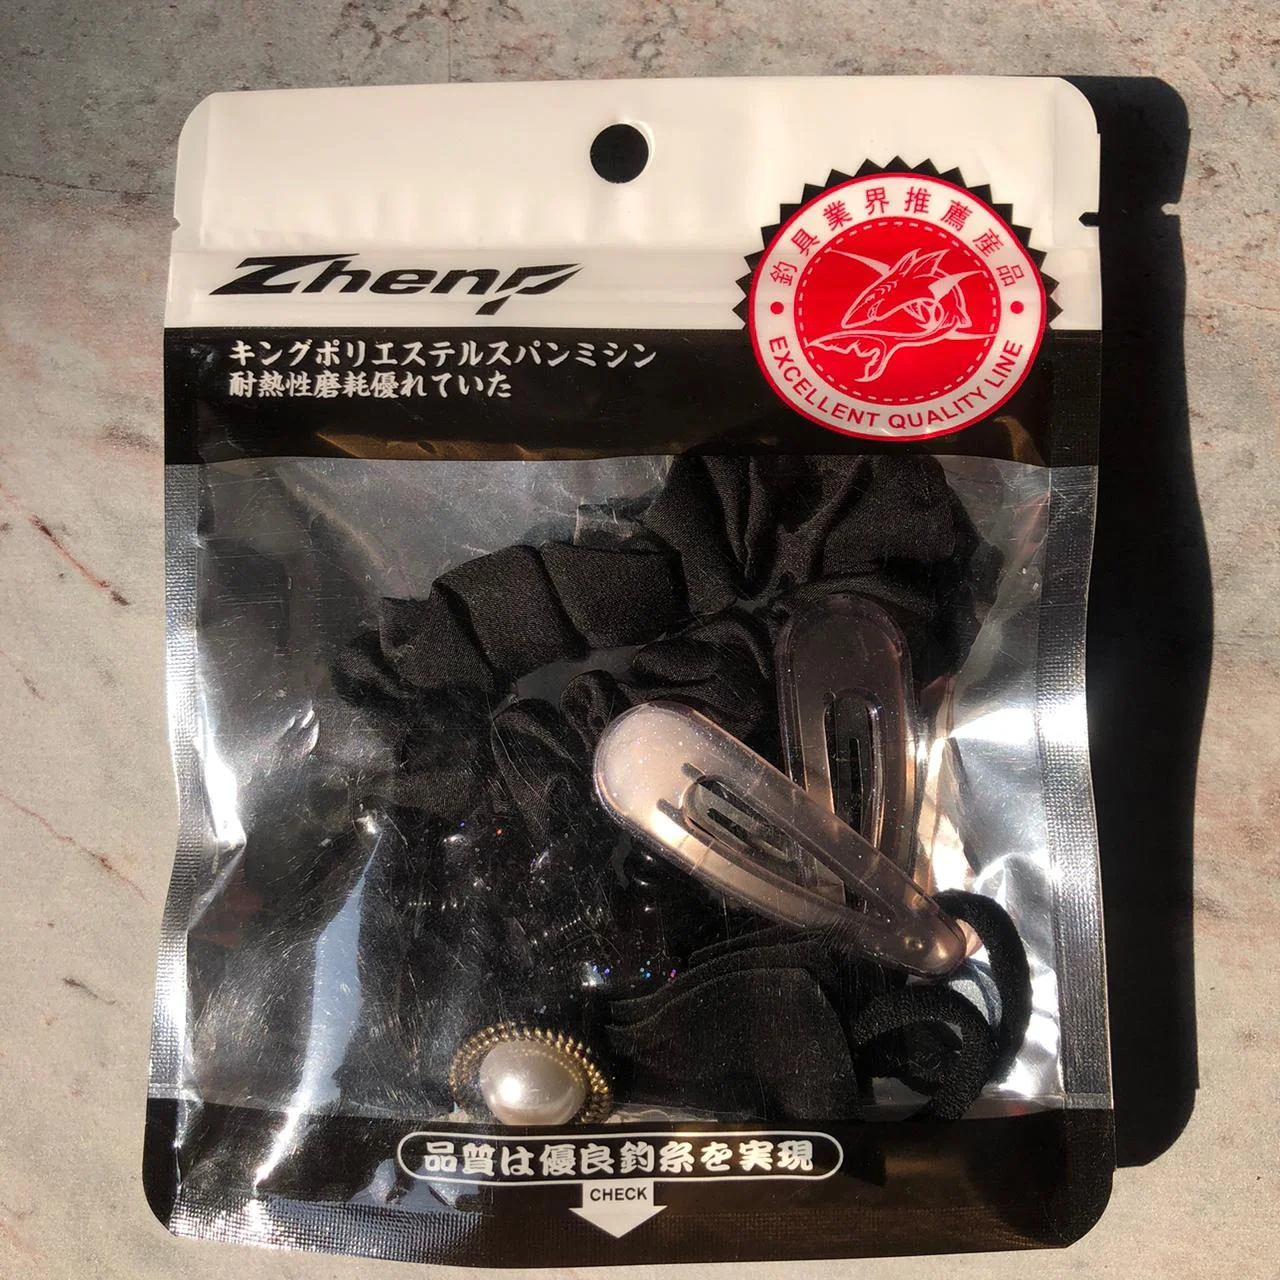 Zhenp
釣具業界推薦産品
EXCELLENT QUALITY LINE
キングポリエステルスパンミシン
耐熱性磨耗優れていた
品質は優良釣糸を実現
CHECK